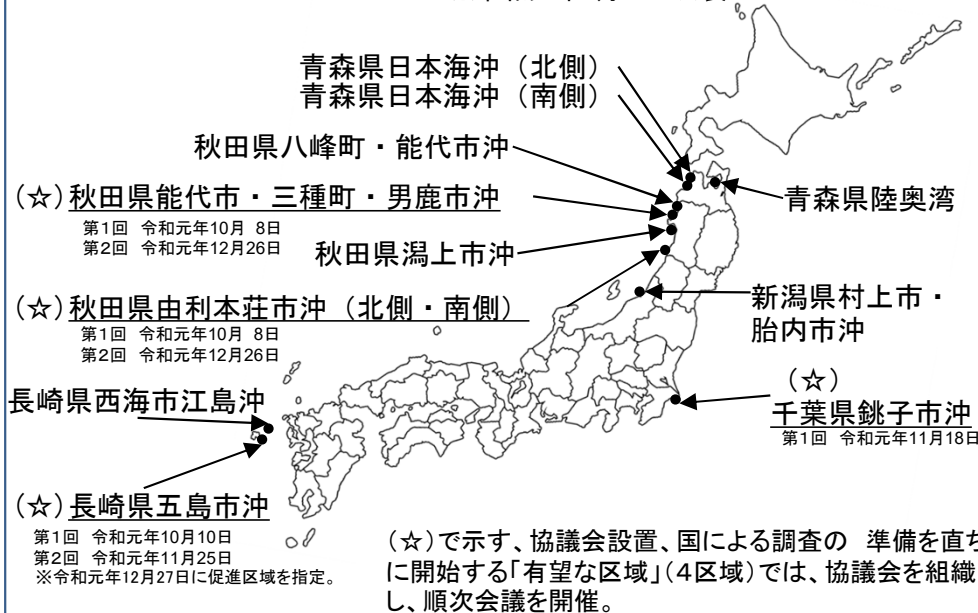 青森県日本海沖（北側）
青森県日本海沖（南側）
秋田県八峰町・能代市沖
（☆）秋田県能代市・三種町・男鹿市沖
第1回 令和元年10月 8日
第2回 令和元年12月26日
青森県陸奥湾
秋田県潟上市沖
（☆）秋田県由利本荘市沖（北側・南側）
第1回 令和元年10月 8日
第2回 令和元年12月26日
新潟県村上市・
胎内市沖
長崎県西海市江島沖
（☆）
千葉県銚子市沖
第1回 令和元年11月18日
（☆）長崎県五島市沖
第1回 令和元年10月10日
第2回 令和元年11月25日
※令和元年12月27日に促進区域を指定。
（☆）で示す、協議会設置、国による調査の 準備を直ち
に開始する「有望な区域」（4区域）では、協議会を組織
し、順次会議を開催。